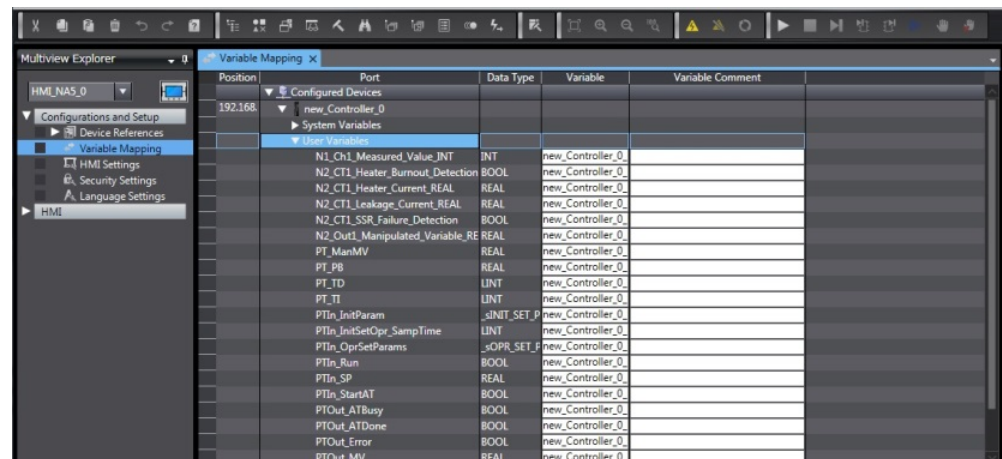 Multiview Explorer
Variable Mapping
HMI_NA5_0
Configurations and Setup
Device References
Variable Mapping
HMI Settings
Security Settings
Language Settings
HMI
Position Port Data Type Variable Variable Comment
Configured Devices
192.168. new_Controller_0
System Variables
User Variables
N1_Ch1_Measured_Value_INT INT new_Controller_0_
N2_CT1_Heater_Burnout_Detection BOOL new_Controller_0_
N2_CT1_Heater_Current_REAL REAL new_Controller_0_
N2_CT1_Leakage_Current_REAL REAL new_Controller_0_
N2_CT1_SSR_Failure_Detection BOOL new_Controller_0_
N2_Out1_Manipulated_Variable_RE REAL new_Controller_0_
PT_ManMV REAL new_Controller_0_
PT_PB REAL new_Controller_0_
PT_TD LINT new_Controller_0_
PT_TI LINT new_Controller_0_
PTIn_InitParam _sINIT_SET_P new_Controller_0_
PTIn_InitSetOpr_SampTime LINT new_Controller_0_
PTIn_OprSetParams _sOPR_SET_P new_Controller_0_
PTIn_Run BOOL new_Controller_0_
PTIn_SP REAL new_Controller_0_
PTIn_StartAT BOOL new_Controller_0_
PTOut_ATBusy BOOL new_Controller_0_
PTOut_ATDone BOOL new_Controller_0_
PTOut_Error BOOL new_Controller_0_
PTOut_MV REAL new_Controller_0_